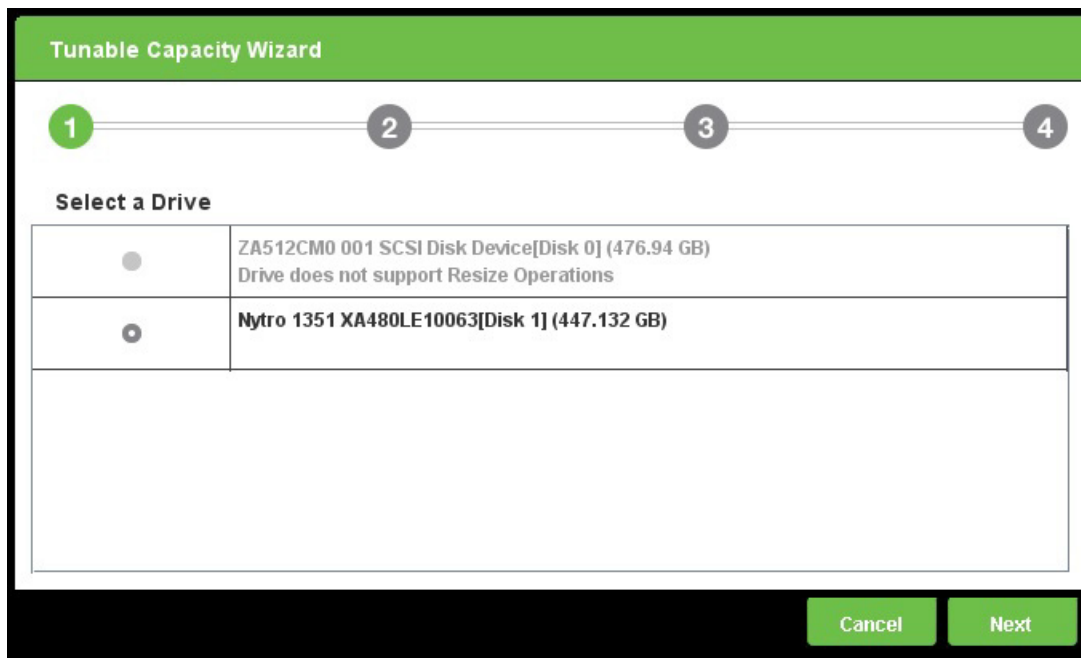 Tunable Capacity Wizard
1 2 3 4
Select a Drive
ZA512CM0 001 SCSI Disk Device[Disk 0] (476.94 GB)
Drive does not support Resize Operations
Nytro 1351 XA480LE10063[Disk 1] (447.132 GB)
Cancel Next